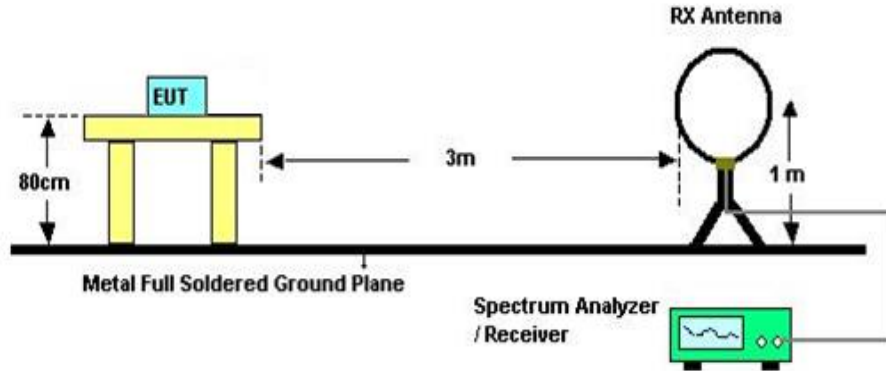 RX Antenna
EUT
3m
80cm
1 m
Metal Full Soldered Ground Plane
Spectrum Analyzer
/ Receiver